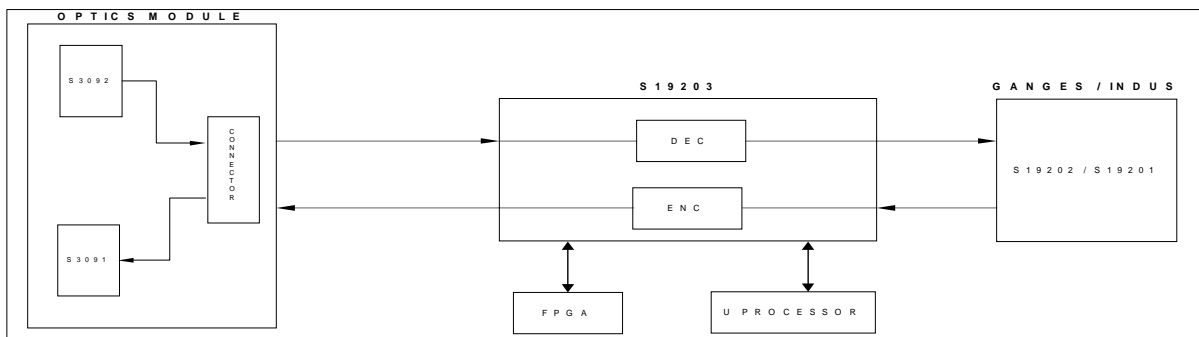 OPTICS MODULE
S3092
CONNECTOR
S3091
S19203
DEC
ENC
FPGA
U PROCESSOR
GANGES / INDUS
S19202 / S19201